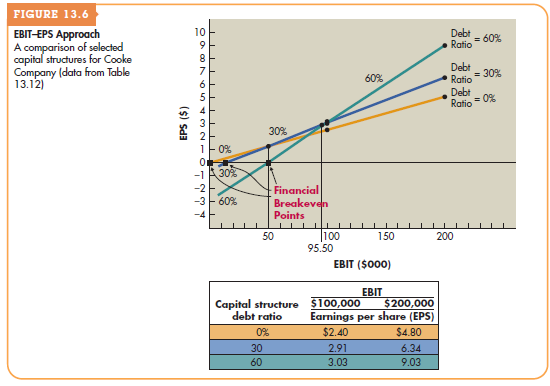 FIGURE 13.6
EBIT–EPS Approach
A comparison of selected
capital structures for Cooke
Company (data from Table
13.12)
EPS ($)
10
9
8
7
6
5
4
3
2
1
0
−1
−2
−3
−4
Debt
Ratio = 60%
Debt
Ratio = 30%
Debt
Ratio = 0%
60%
30%
0%
30%
60%
Financial
Breakeven
Points
50
100
150
200
95.50
EBIT ($000)
EBIT
Capital structure $100,000 $200,000
debt ratio Earnings per share (EPS)
0% $2.40 $4.80
30 2.91 6.34
60 3.03 9.03